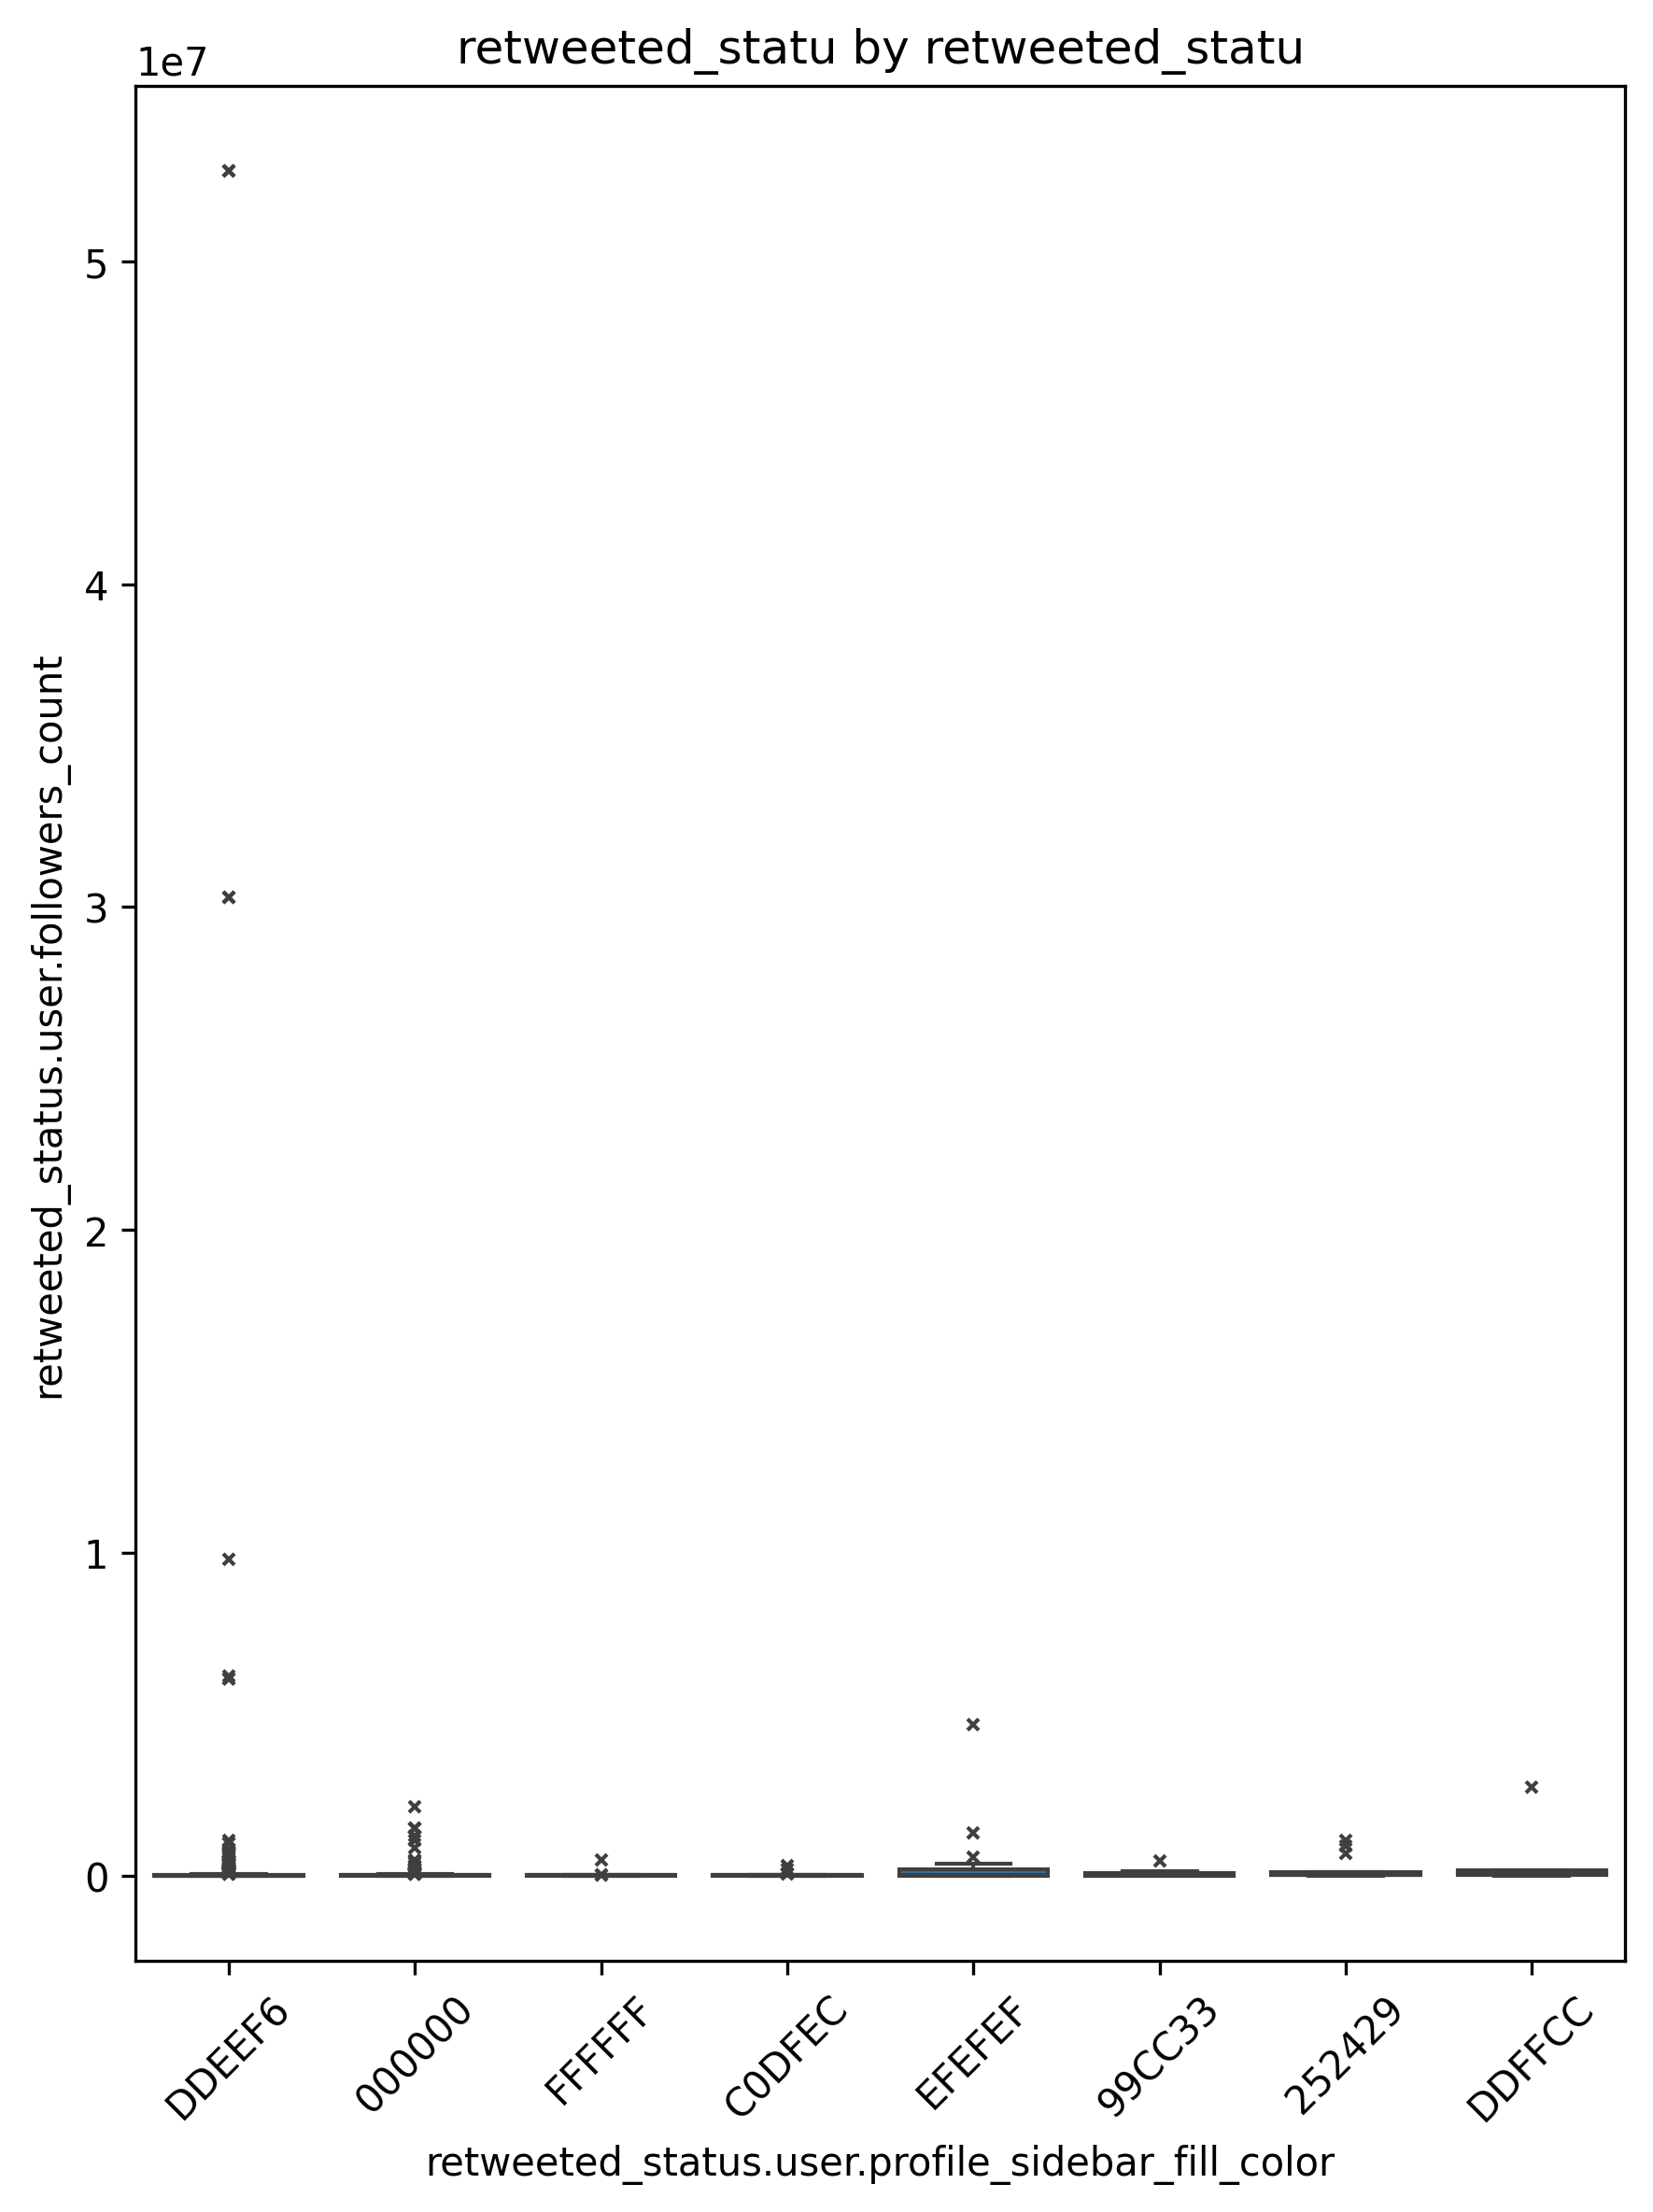 retweeted_statu by retweeted_statu
1e7
5
4
3
2
1
0
retweeted_status.user.followers_count
DDEEF6
000000
FFFFFF
C0DFEC
EFEFEF
99CC33
252429
DDFFCC
retweeted_status.user.profile_sidebar_fill_color